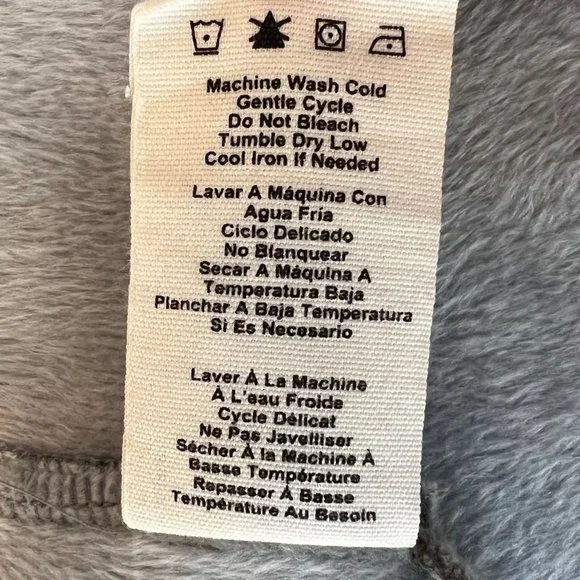 Machine Wash Cold
Gentle Cycle
Do Not Bleach
Tumble Dry Low
Cool Iron If Needed
Lavar A Máquina Con
Agua Fría
Ciclo Delicado
No Blanquear
Secar A Máquina A
Temperatura Baja
Planchar A Baja Temperatura
Sì Es Necesario
Laver À La Machine
À L'eau Froide
Cycle Délicat
Ne Pas Javelliser
Sécher À la Machine À
Basse Température
Repasser À Basse
Température Au Besoin